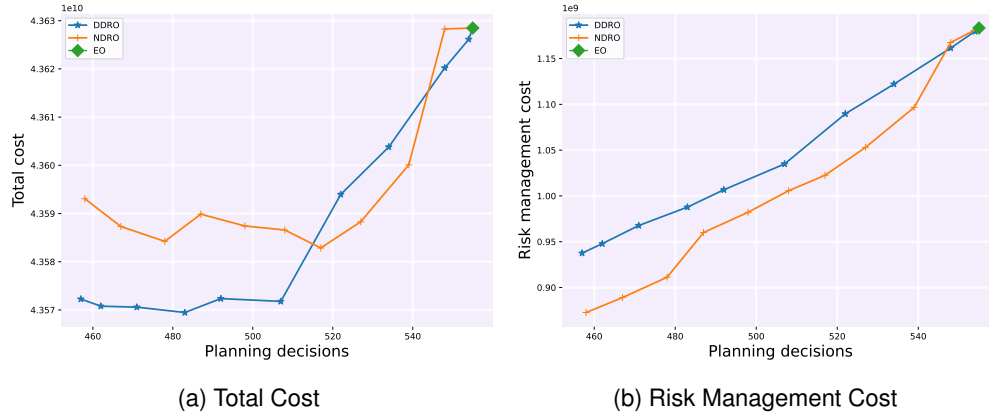 1e10
4.363
4.362
4.361
4.360
4.359
4.358
4.357
Total cost
DDRO
NDRO
EO
460
480
500
520
540
Planning decisions
(a) Total Cost
1e9
1.15
1.10
1.05
1.00
0.95
0.90
Risk management cost
DDRO
NDRO
EO
460
480
500
520
540
Planning decisions
(b) Risk Management Cost